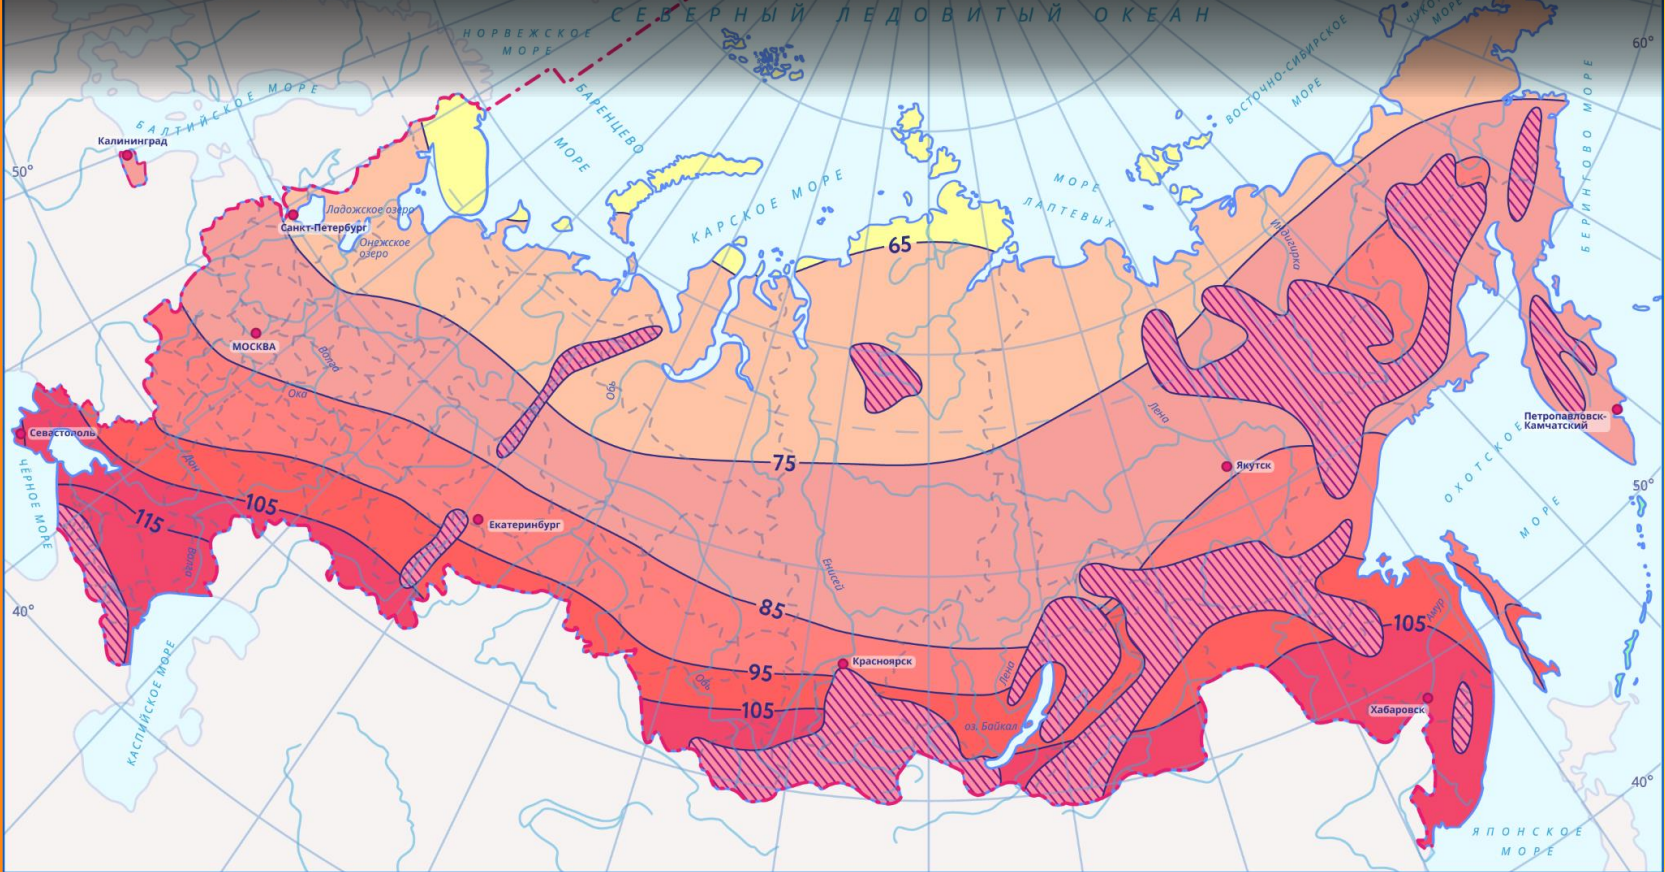 СЕВЕРНЫЙ ЛЕДОВИТЫЙ ОКЕАН
НОРВЕЖСКОЕ
МОРЕ
ЧУКО
МОРЕ
60°
ВОСТОЧНО-СИБИРСКОЕ
МОРЕ
БАРЕНЦЕВО
МОРЕ
БАЛТИЙСКОЕ МОРЕ
Калининград
50°
БЕРИНГОВО МОРЕ
КАРСКОЕ МОРЕ
МОРЕ
ЛАПТЕВЫХ
Ладожское озеро
Санкт-Петербург
Онежское
озеро
65
Индигирка
МОСКВА
Волга
Ока
Обь
Лена
Петропавловск-
Камчатский
Севастополь
ЧЁРНОЕ МОРЕ
Дон
75
Якутск
ОХОТСКОЕ
МОРЕ
50°
105
115
Екатеринбург
Волга
Енисей
40°
85
Амур
105
КАСПИЙСКОЕ МОРЕ
95
Красноярск
Лена
Обь
105
оз. Байкал
Хабаровск
40°
ЯПОНСКОЕ
МОРЕ